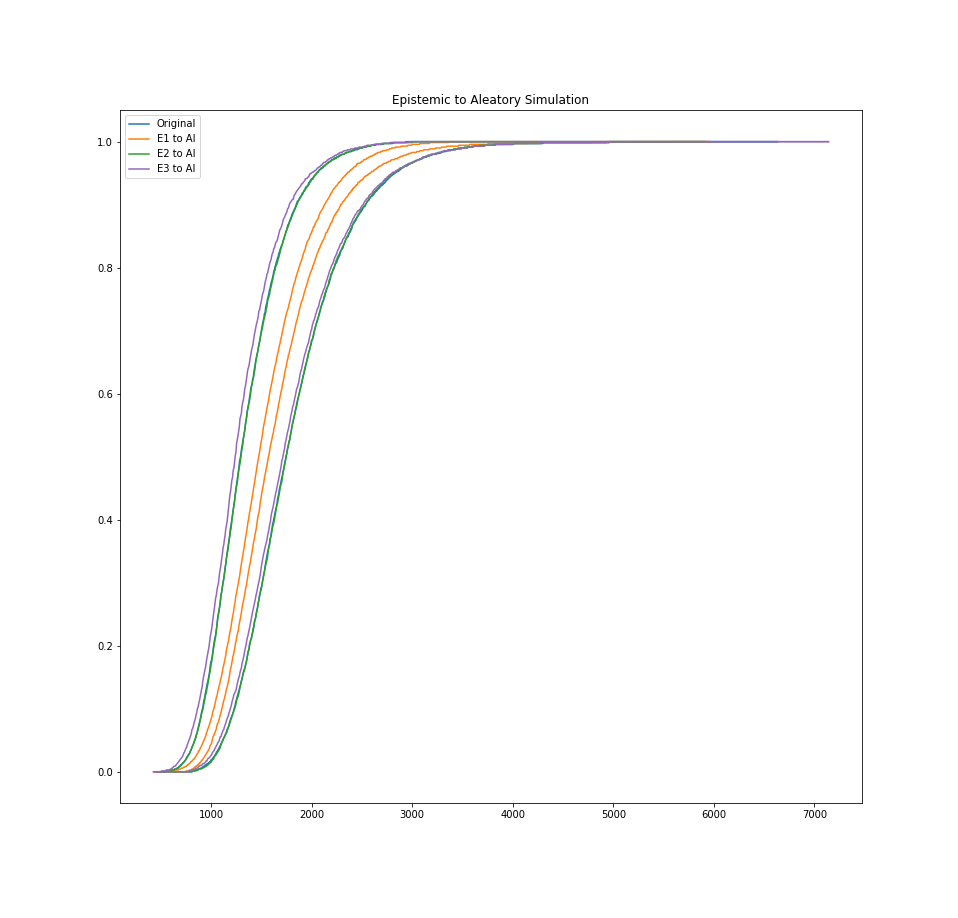 Epistemic to Aleatory Simulation
Original
E1 to Al
E2 to Al
E3 to Al
1.0
0.8
0.6
0.4
0.2
0.0
1000 2000 3000 4000 5000 6000 7000